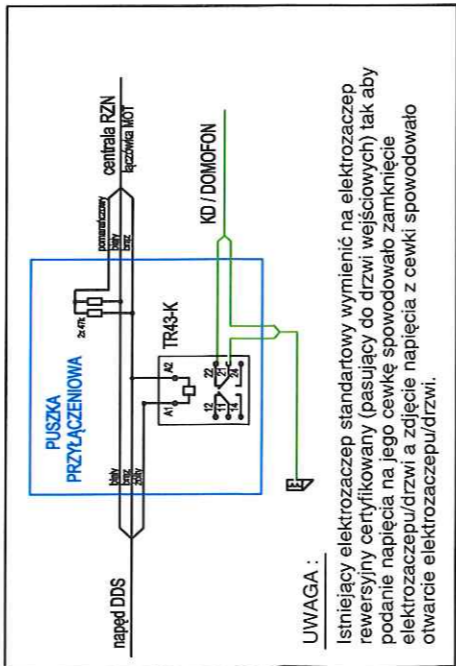 PUSZKA
PRZYŁĄCZENIOWA
napęd DDS
biały
brąz
żółty
2x47k
pomarańczowy
biały
brąz
centrala RZN
łączówka MOT
TR43-K
A1
A2
12
11
14
22
21
24
KD / DOMOFON
E
UWAGA :
Istniejący elektrozaczep standartowy wymienić na elektrozaczep
rewersyjny certyfikowany (pasujący do drzwi wejściowych) tak aby
podanie napięcia na jego cewkę spowodowało zamknięcie
elektrozaczepu/drzwi a zdjęcie napięcia z cewki spowodowało
otwarcie elektrozaczepu/drzwi.